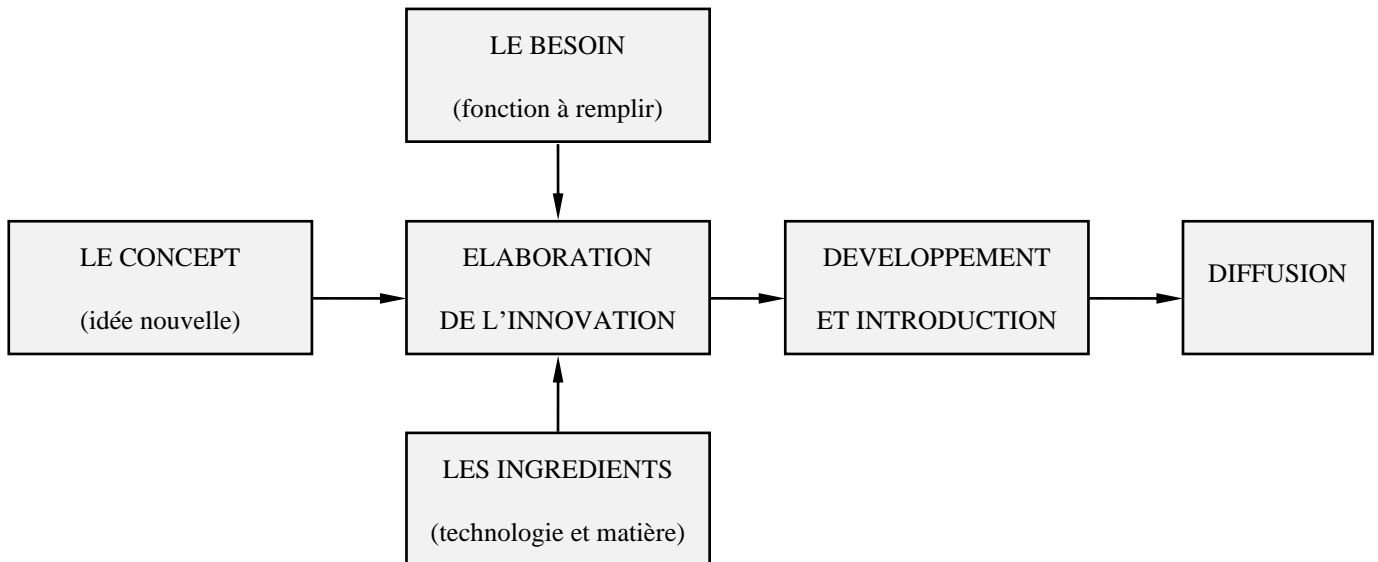 LE BESOIN
(fonction à remplir)
LE CONCEPT
(idée nouvelle)
ELABORATION
DE L’INNOVATION
DEVELOPPEMENT
ET INTRODUCTION
DIFFUSION
LES INGREDIENTS
(technologie et matière)